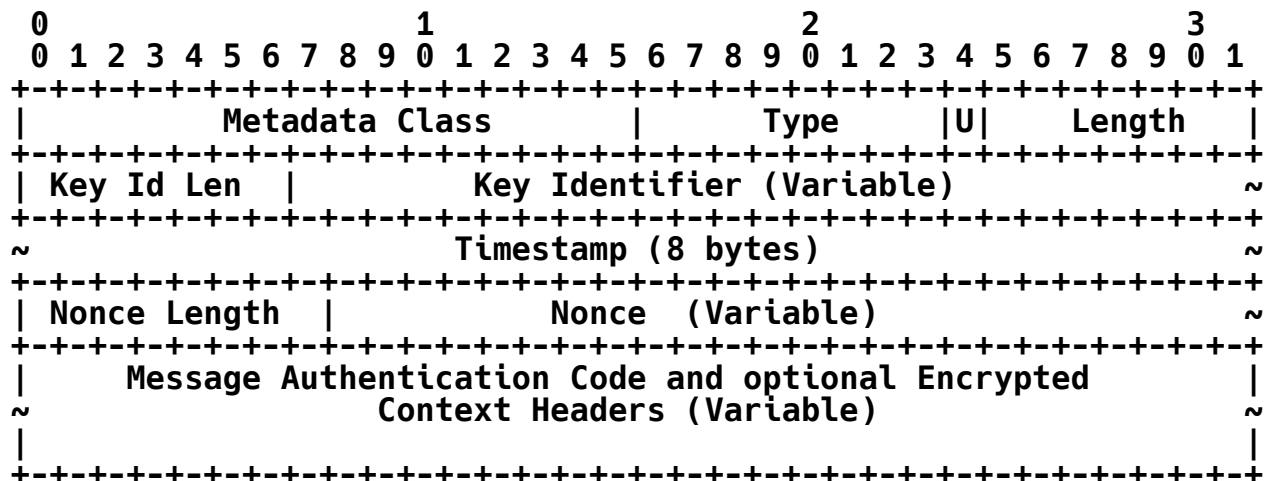 0                   1                   2                   3
 0 1 2 3 4 5 6 7 8 9 0 1 2 3 4 5 6 7 8 9 0 1 2 3 4 5 6 7 8 9 0 1
+-+-+-+-+-+-+-+-+-+-+-+-+-+-+-+-+-+-+-+-+-+-+-+-+-+-+-+-+-+-+-+-+
|          Metadata Class       |      Type     |U|    Length   |
+-+-+-+-+-+-+-+-+-+-+-+-+-+-+-+-+-+-+-+-+-+-+-+-+-+-+-+-+-+-+-+-+
| Key Id Len  |         Key Identifier (Variable)               ~
+-+-+-+-+-+-+-+-+-+-+-+-+-+-+-+-+-+-+-+-+-+-+-+-+-+-+-+-+-+-+-+-+
~                      Timestamp (8 bytes)                      ~
+-+-+-+-+-+-+-+-+-+-+-+-+-+-+-+-+-+-+-+-+-+-+-+-+-+-+-+-+-+-+-+-+
| Nonce Length  |           Nonce  (Variable)                   ~
+-+-+-+-+-+-+-+-+-+-+-+-+-+-+-+-+-+-+-+-+-+-+-+-+-+-+-+-+-+-+-+-+
|     Message Authentication Code and optional Encrypted        |
~                  Context Headers (Variable)                   ~
|                                                               |
+-+-+-+-+-+-+-+-+-+-+-+-+-+-+-+-+-+-+-+-+-+-+-+-+-+-+-+-+-+-+-+-+